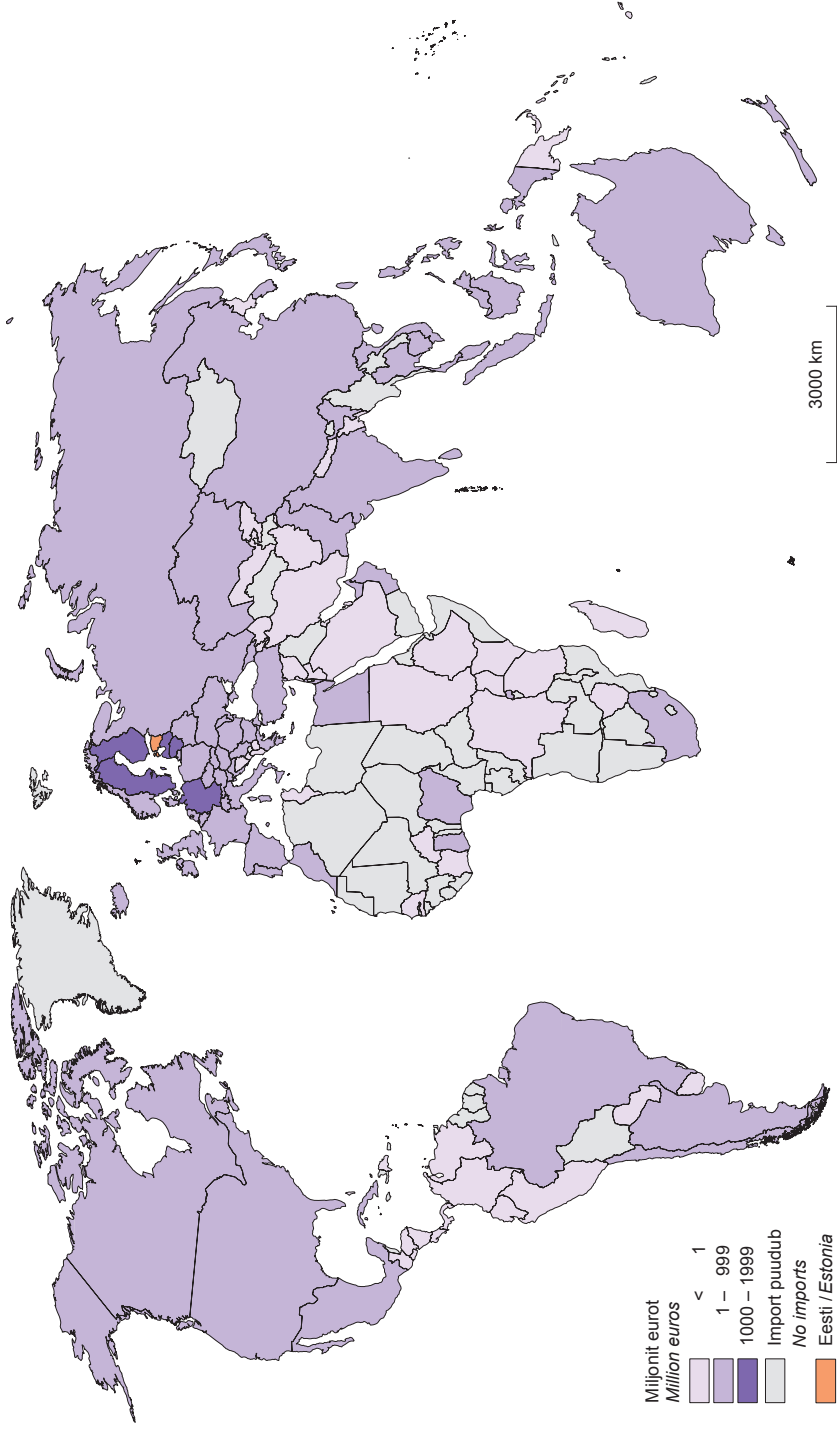 Miljonit eurot
Million euros
< 1
1 – 999
1000 – 1999
Import puudub
No imports
Eesti / Estonia
3000 km